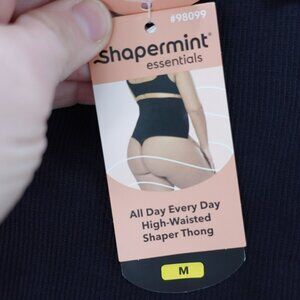 #98099
Shapermint®
essentials
All Day Every Day
High-Waisted
Shaper Thong
M